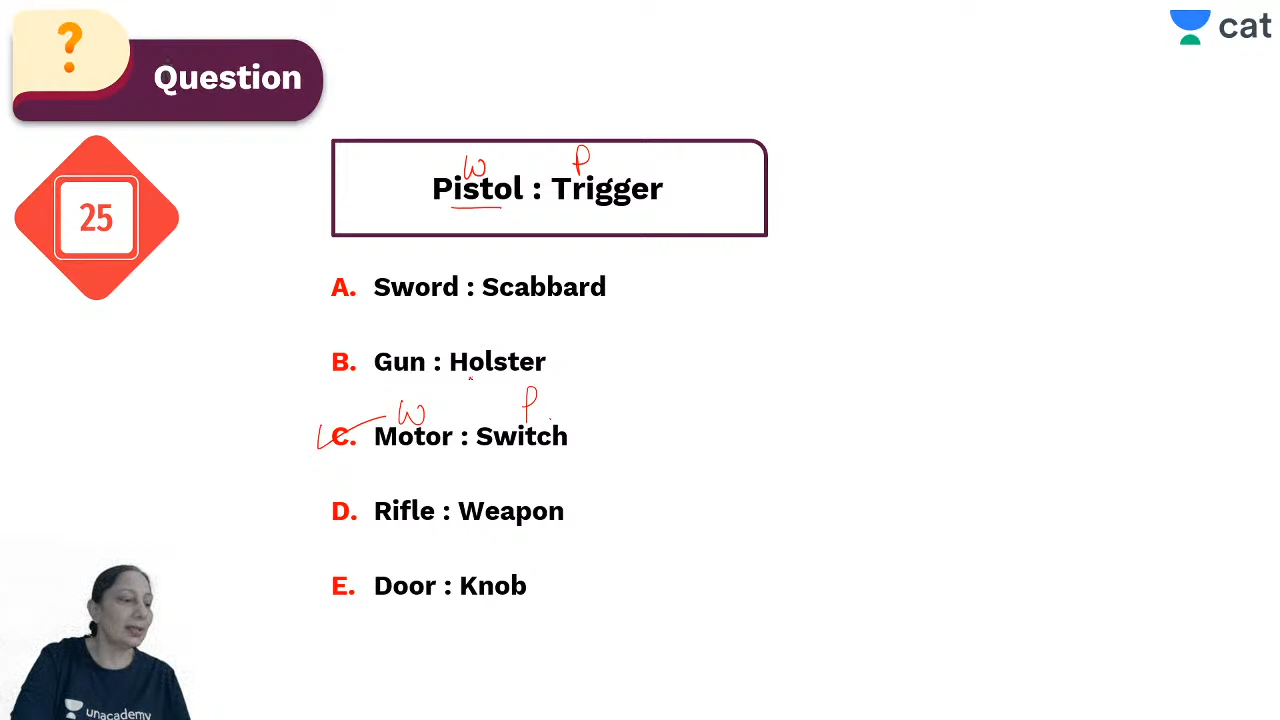 ?
Question
cat
25
W P
Pistol : Trigger
A. Sword : Scabbard
B. Gun : Holster
W P
C. Motor : Switch
D. Rifle : Weapon
E. Door : Knob
unacademy